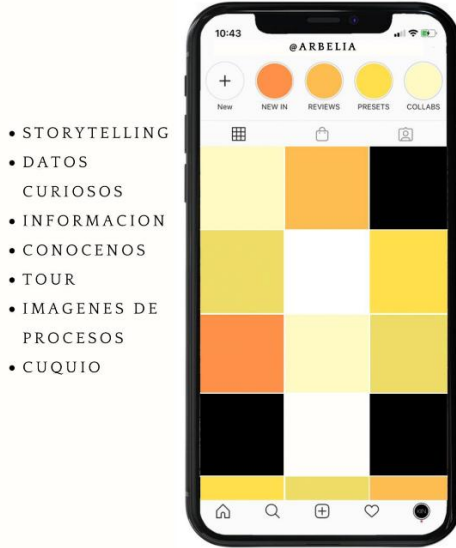 STORYTELLING
DATOS
CURIOSOS
INFORMACION
CONOCENOS
TOUR
IMAGENES DE
PROCESOS
CUQUIO
10:43
@ARBELIA
New
NEW IN
REVIEWS
PRESETS
COLLABS